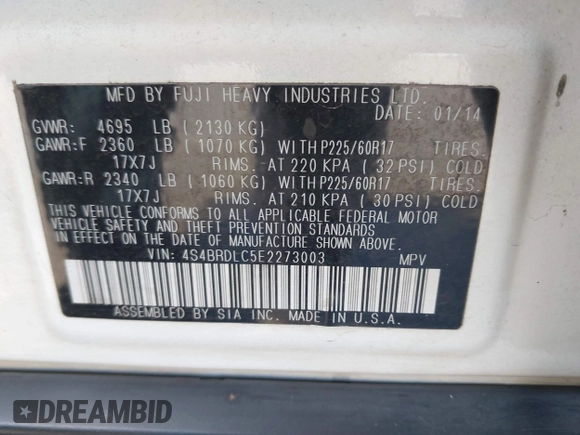 MFD BY FUJI HEAVY INDUSTRIES LTD.
DATE: 01/14
GVWR: 4695 LB (2130 KG)
GAWR:F 2360 LB (1070 KG) WITH P225/60R17 TIRES.
17X7J RIMS. AT 220 KPA (32 PSI) COLD
GAWR:R 2340 LB (1060 KG) WITH P225/60R17 TIRES.
17X7J RIMS. AT 210 KPA (30 PSI) COLD
THIS VEHICLE CONFORMS TO ALL APPLICABLE FEDERAL MOTOR
VEHICLE SAFETY AND THEFT PREVENTION STANDARDS
IN EFFECT ON THE DATE OF MANUFACTURE SHOWN ABOVE.
VIN: 4S4BRDLC5E2273003 MPV
ASSEMBLED BY SIA INC. MADE IN U.S.A.
DREAMBID